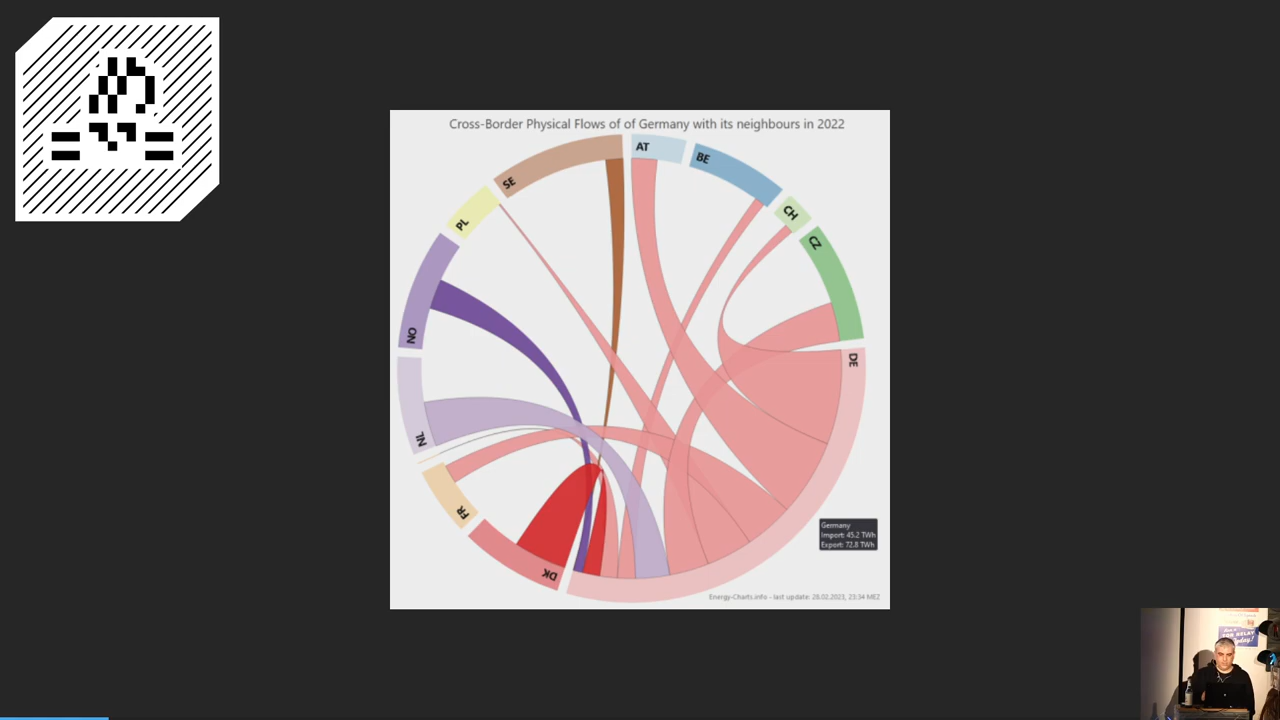 Cross-Border Physical Flows of of Germany with its neighbours in 2022
AT
BE
CH
CZ
DE
SE
PL
NO
NL
FR
DK
Germany
Import: 45.2 TWh
Export: 72.8 TWh
Energy-Charts.info - last update: 28.02.2023, 23:34 MEZ